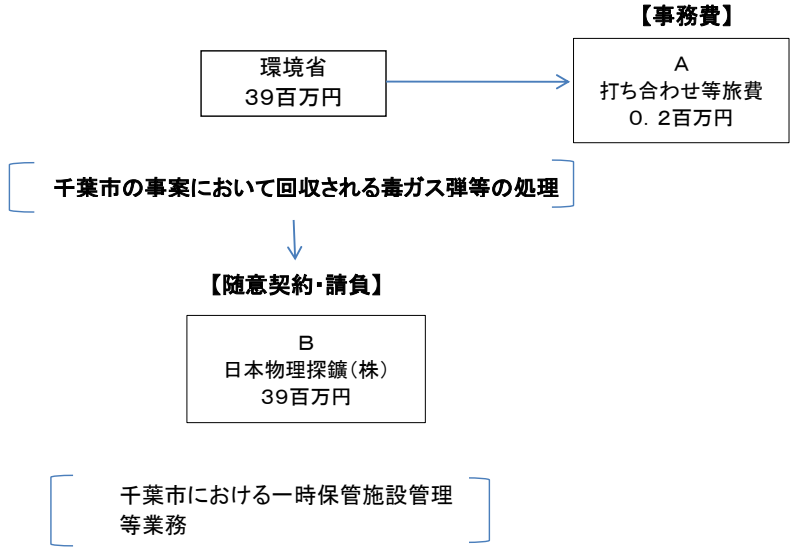 【事務費】
環境省
39百万円
A
打ち合わせ等旅費
0．2百万円
千葉市の事案において回収される毒ガス弾等の処理
【随意契約・請負】
B
日本物理探鑛（株）
39百万円
千葉市における一時保管施設管理
等業務